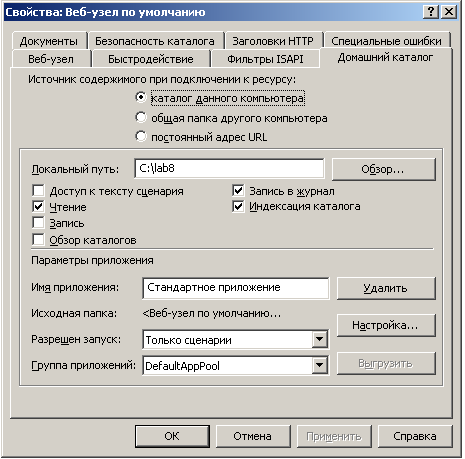 Свойства: Веб-узел по умолчанию
Документы Безопасность каталога Заголовки HTTP Специальные ошибки
Веб-узел Быстродействие Фильтры ISAPI Домашний каталог
Источник содержимого при подключении к ресурсу:
каталог данного компьютера
общая папка другого компьютера
постоянный адрес URL
Локальный путь: C:\lab8 Обзор...
Доступ к тексту сценария Запись в журнал
Чтение Индексация каталога
Запись
Обзор каталогов
Параметры приложения
Имя приложения: Стандартное приложение Удалить
Исходная папка: <Веб-узел по умолчанию...
Настройка...
Разрешен запуск: Только сценарии
Группа приложений: DefaultAppPool Выгрузить
OK Отмена Применить Справка